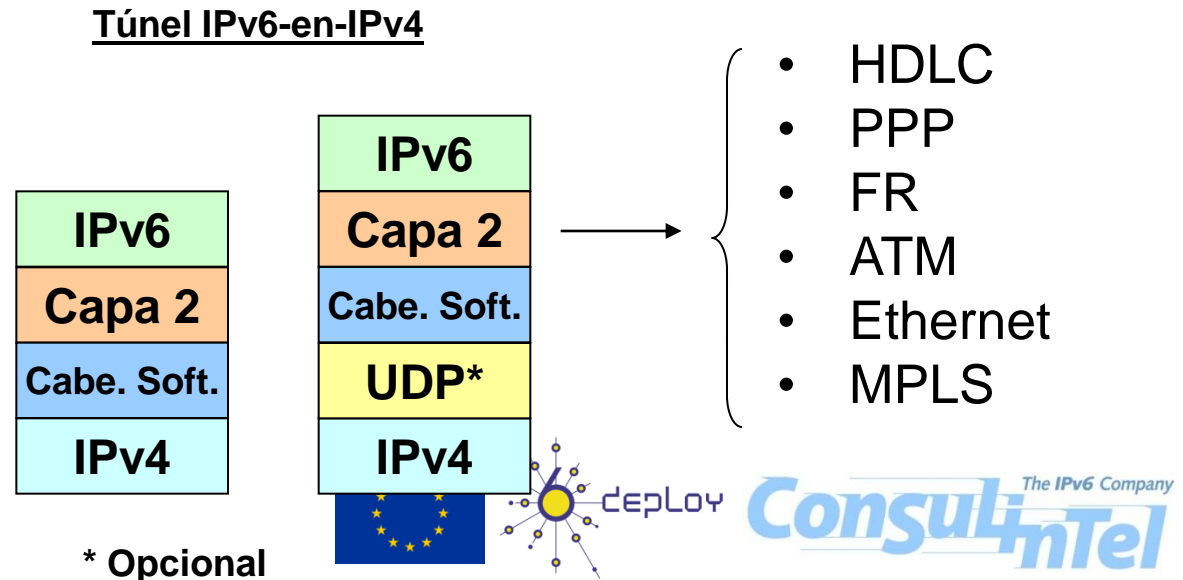 Túnel IPv6-en-IPv4
IPv6
Capa 2
Cabe. Soft.
IPv4
IPv6
Capa 2
Cabe. Soft.
UDP*
IPv4
• HDLC
• PPP
• FR
• ATM
• Ethernet
• MPLS
* Opcional
6
deploy
The IPv6 Company
ConsulinTel